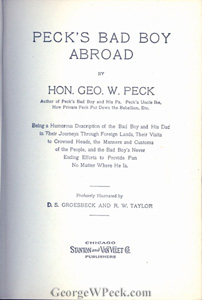 PECK'S BAD BOY
ABROAD
BY
HON. GEO. W. PECK
Author of Peck's Bad Boy and His Pa. Peck's Uncle Ike,
How Private Peck Put Down the Rebellion, Etc.
Being a Humorous Description of the Bad Boy and His Dad
in Their Journeys Through Foreign Lands, Their Visits
to Crowned Heads, the Manners and Customs
of the People, and the Bad Boy's Never
Ending Efforts to Provide Fun
No Matter Where He Is.
Profusely Illustrated by
D. S. GROESBECK AND R. W. TAYLOR
CHICAGO
STANTON AND VAN VLIET CO.
PUBLISHERS
GeorgeWPeck.com